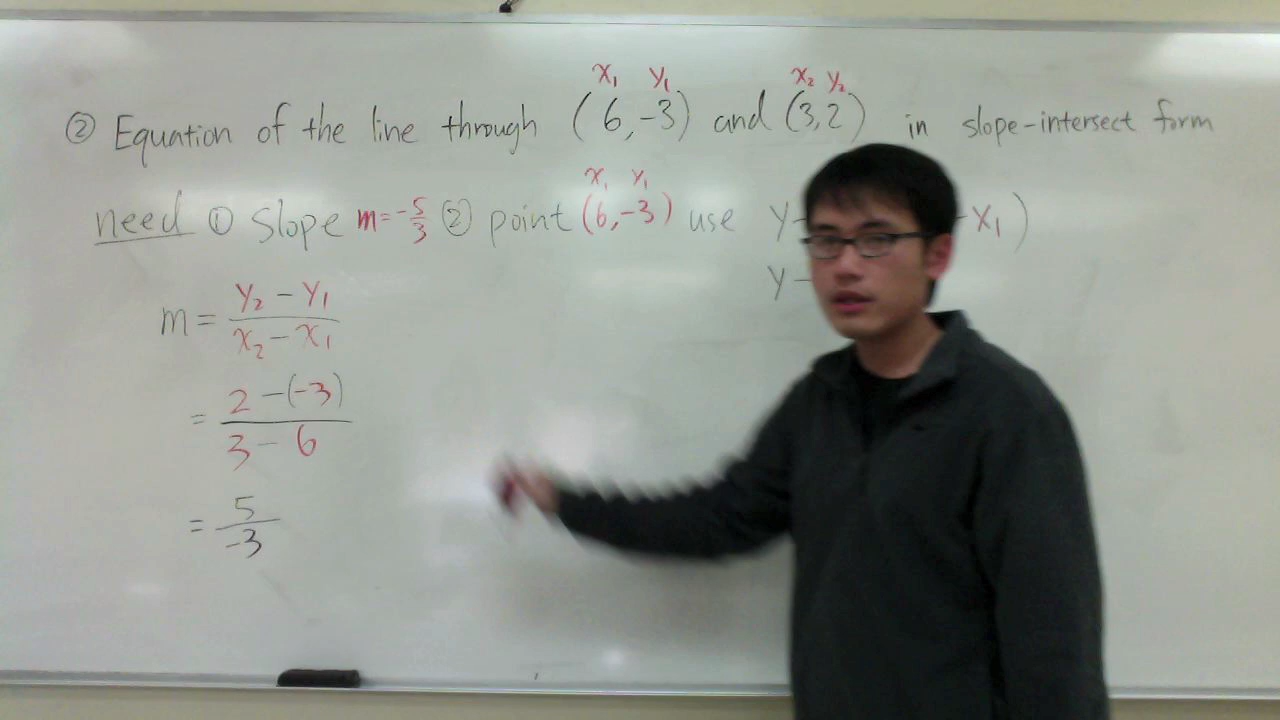 x₁ y₁ x₂ y₂
② Equation of the line through (6,-3) and (3,2) in slope-intersect form
x₁ y₁
need ① Slope m=-5/3 ② point (6,-3) use y- -x₁)
y-
m = y₂ - y₁ / x₂ - x₁
= 2 -(-3) / 3 - 6
= 5 / -3